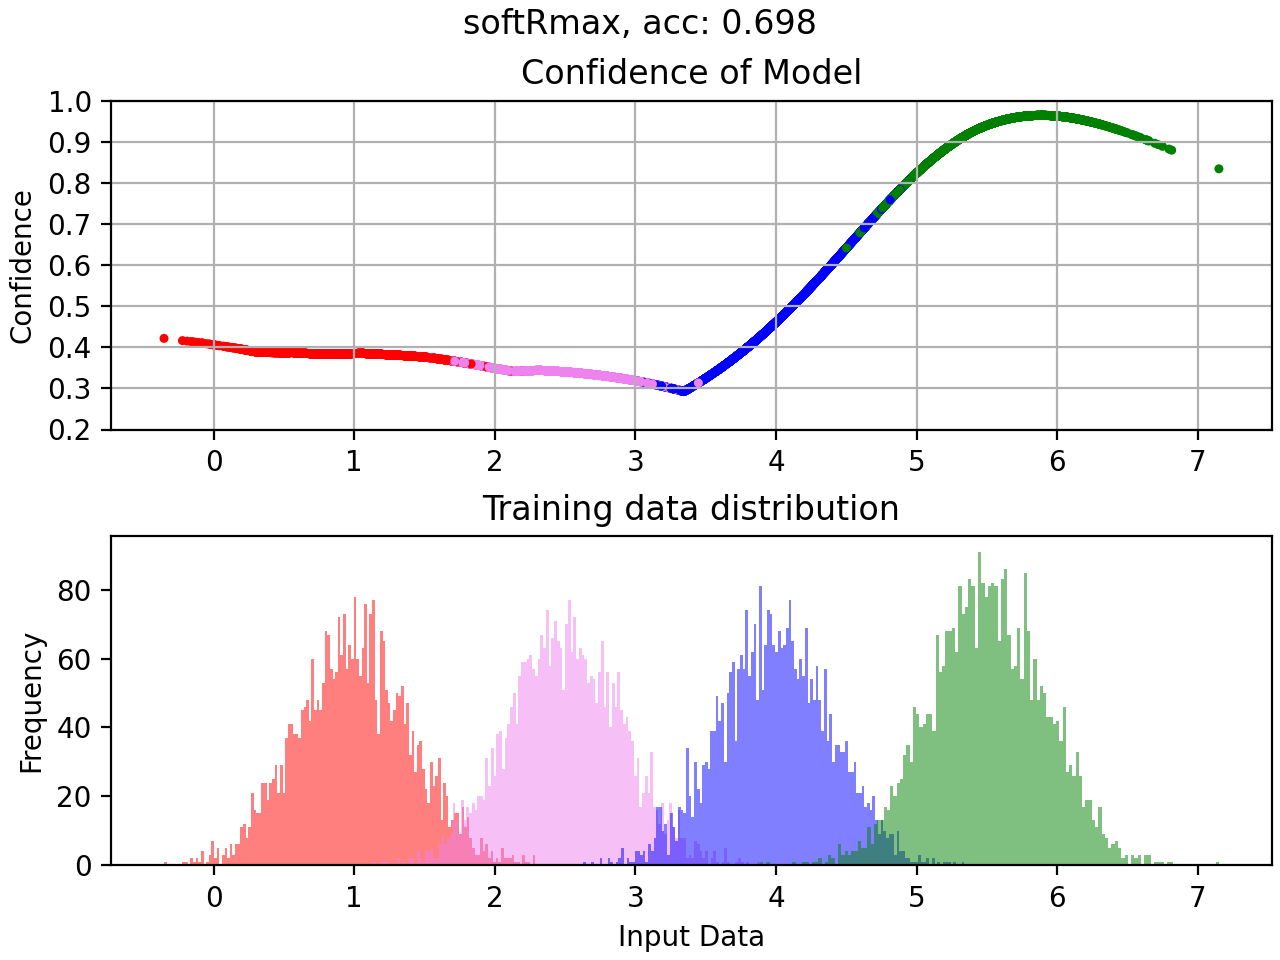 softRmax, acc: 0.698
Confidence of Model
Confidence
1.0
0.9
0.8
0.7
0.6
0.5
0.4
0.3
0.2
0 1 2 3 4 5 6 7
Training data distribution
Frequency
80
60
40
20
0
0 1 2 3 4 5 6 7
Input Data